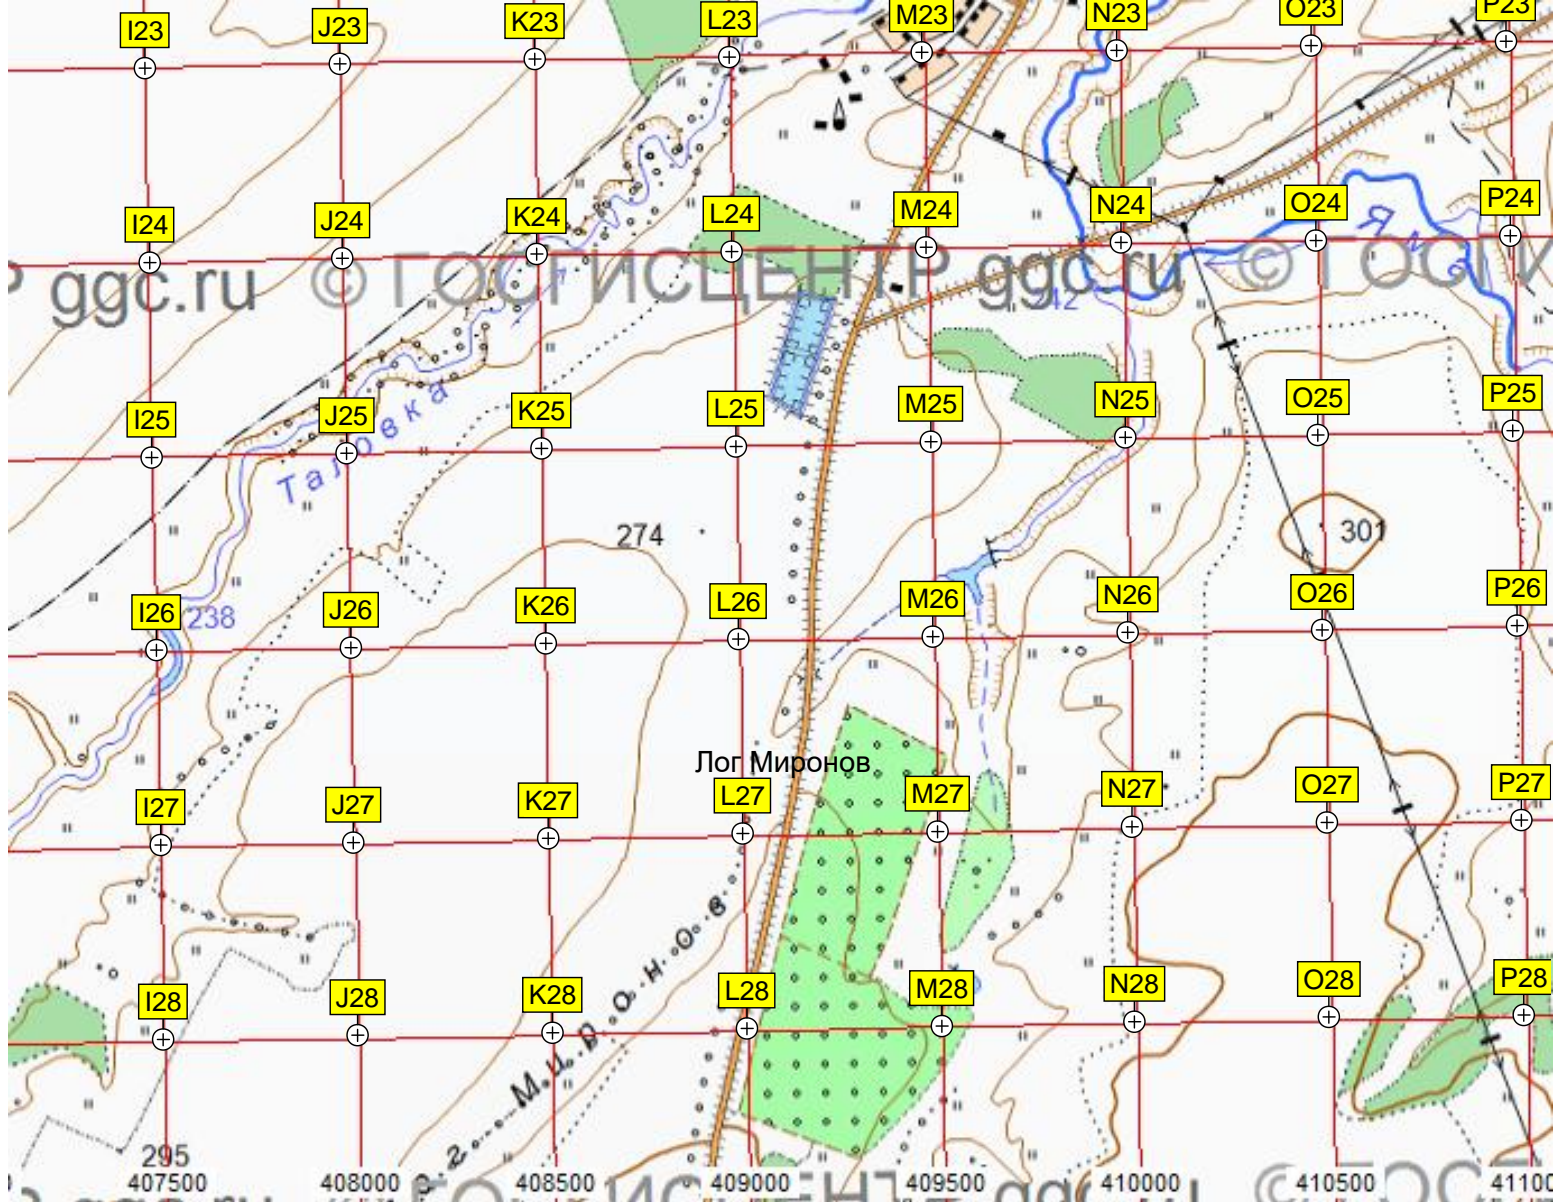 I23 J23 K23 L23 M23 N23 O23 P23
I24 J24 K24 L24 M24 N24 O24 P24
Я м а
Р ggc.ru © ГОСГИСЦЕНТР ggc.ru © ГОСГИ
42
I25 J25 K25 L25 M25 N25 O25 P25
Таловка
274
301
I26 J26 K26 L26 M26 N26 O26 P26
238
Лог Миронов
I27 J27 K27 L27 M27 N27 O27 P27
I28 J28 K28 L28 M28 N28 O28 P28
г Миронов
295
407500 408000 408500 409000 409500 410000 410500 41100